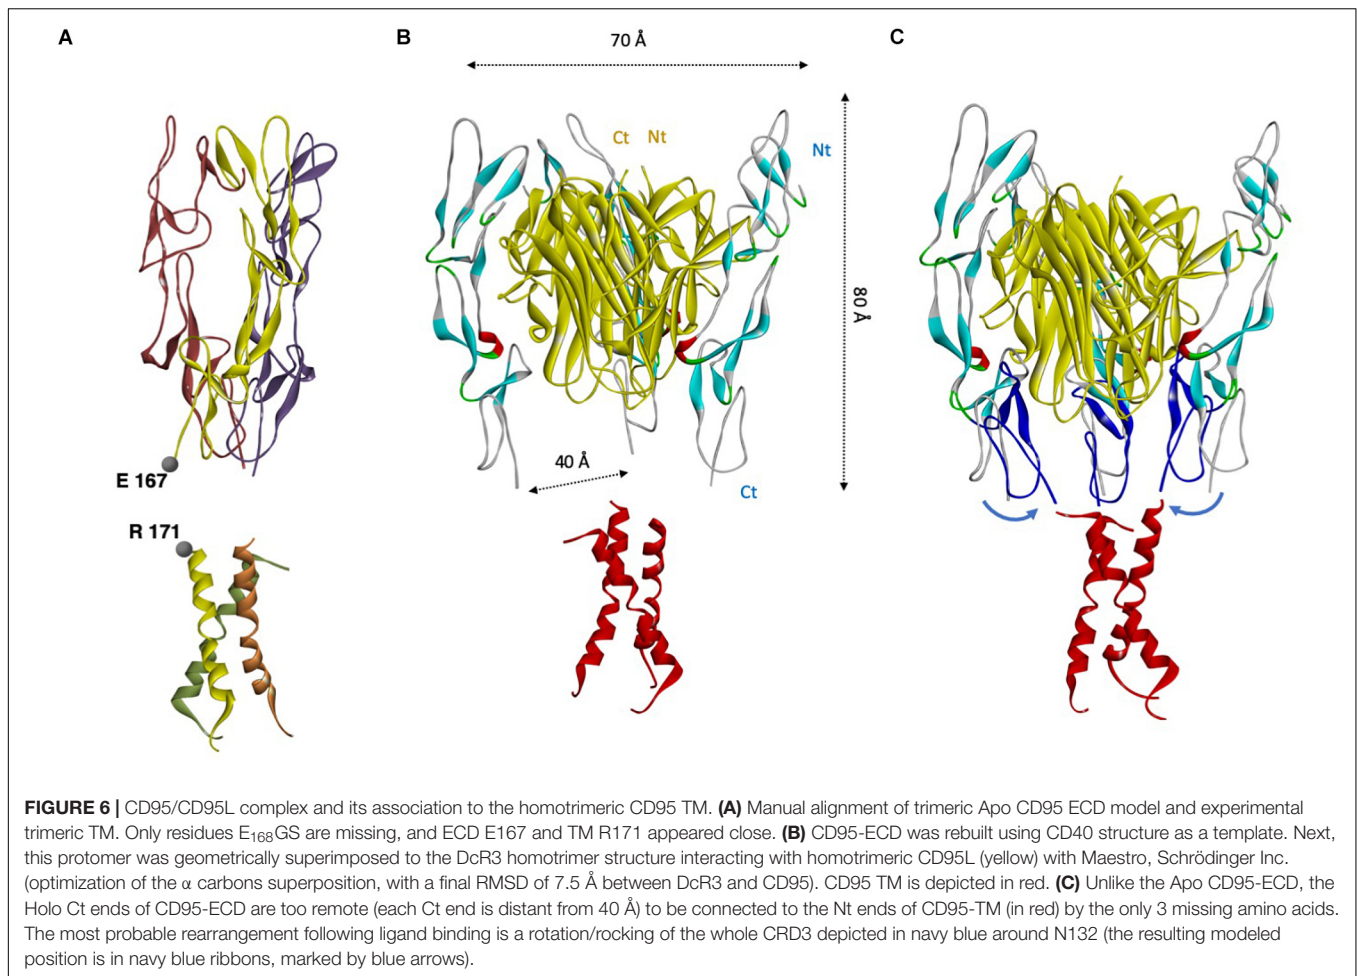 A
B
C
70 Å
Ct Nt
Nt
80 Å
E 167
40 Å
Ct
R 171
FIGURE 6 | CD95/CD95L complex and its association to the homotrimeric CD95 TM. (A) Manual alignment of trimeric Apo CD95 ECD model and experimental
trimeric TM. Only residues E₁₆₈GS are missing, and ECD E167 and TM R171 appeared close. (B) CD95-ECD was rebuilt using CD40 structure as a template. Next,
this protomer was geometrically superimposed to the DcR3 homotrimer structure interacting with homotrimeric CD95L (yellow) with Maestro, Schrödinger Inc.
(optimization of the α carbons superposition, with a final RMSD of 7.5 Å between DcR3 and CD95). CD95 TM is depicted in red. (C) Unlike the Apo CD95-ECD, the
Holo Ct ends of CD95-ECD are too remote (each Ct end is distant from 40 Å) to be connected to the Nt ends of CD95-TM (in red) by the only 3 missing amino acids.
The most probable rearrangement following ligand binding is a rotation/rocking of the whole CRD3 depicted in navy blue around N132 (the resulting modeled
position is in navy blue ribbons, marked by blue arrows).